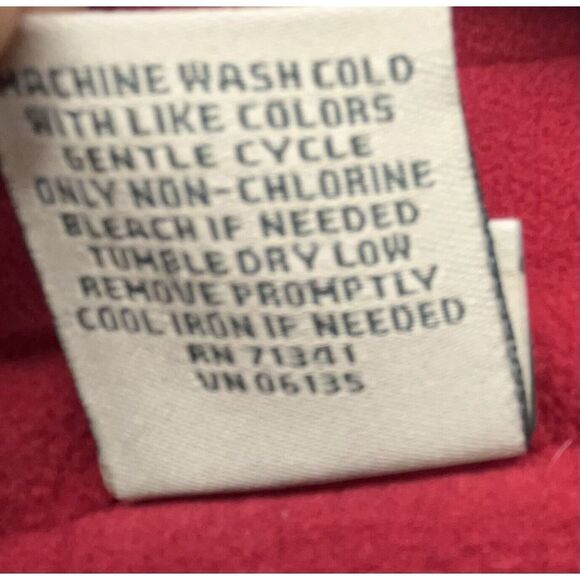 MACHINE WASH COLD
WITH LIKE COLORS
GENTLE CYCLE
ONLY NON-CHLORINE
BLEACH IF NEEDED
TUMBLE DRY LOW
REMOVE PROMPTLY
COOL IRON IF NEEDED
RN 71341
VN 06135